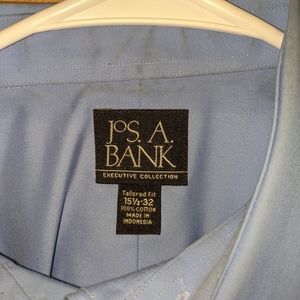 JOS. A.
BANK
EXECUTIVE COLLECTION
Tailored Fit
15½-32
100% COTTON
MADE IN
INDONESIA